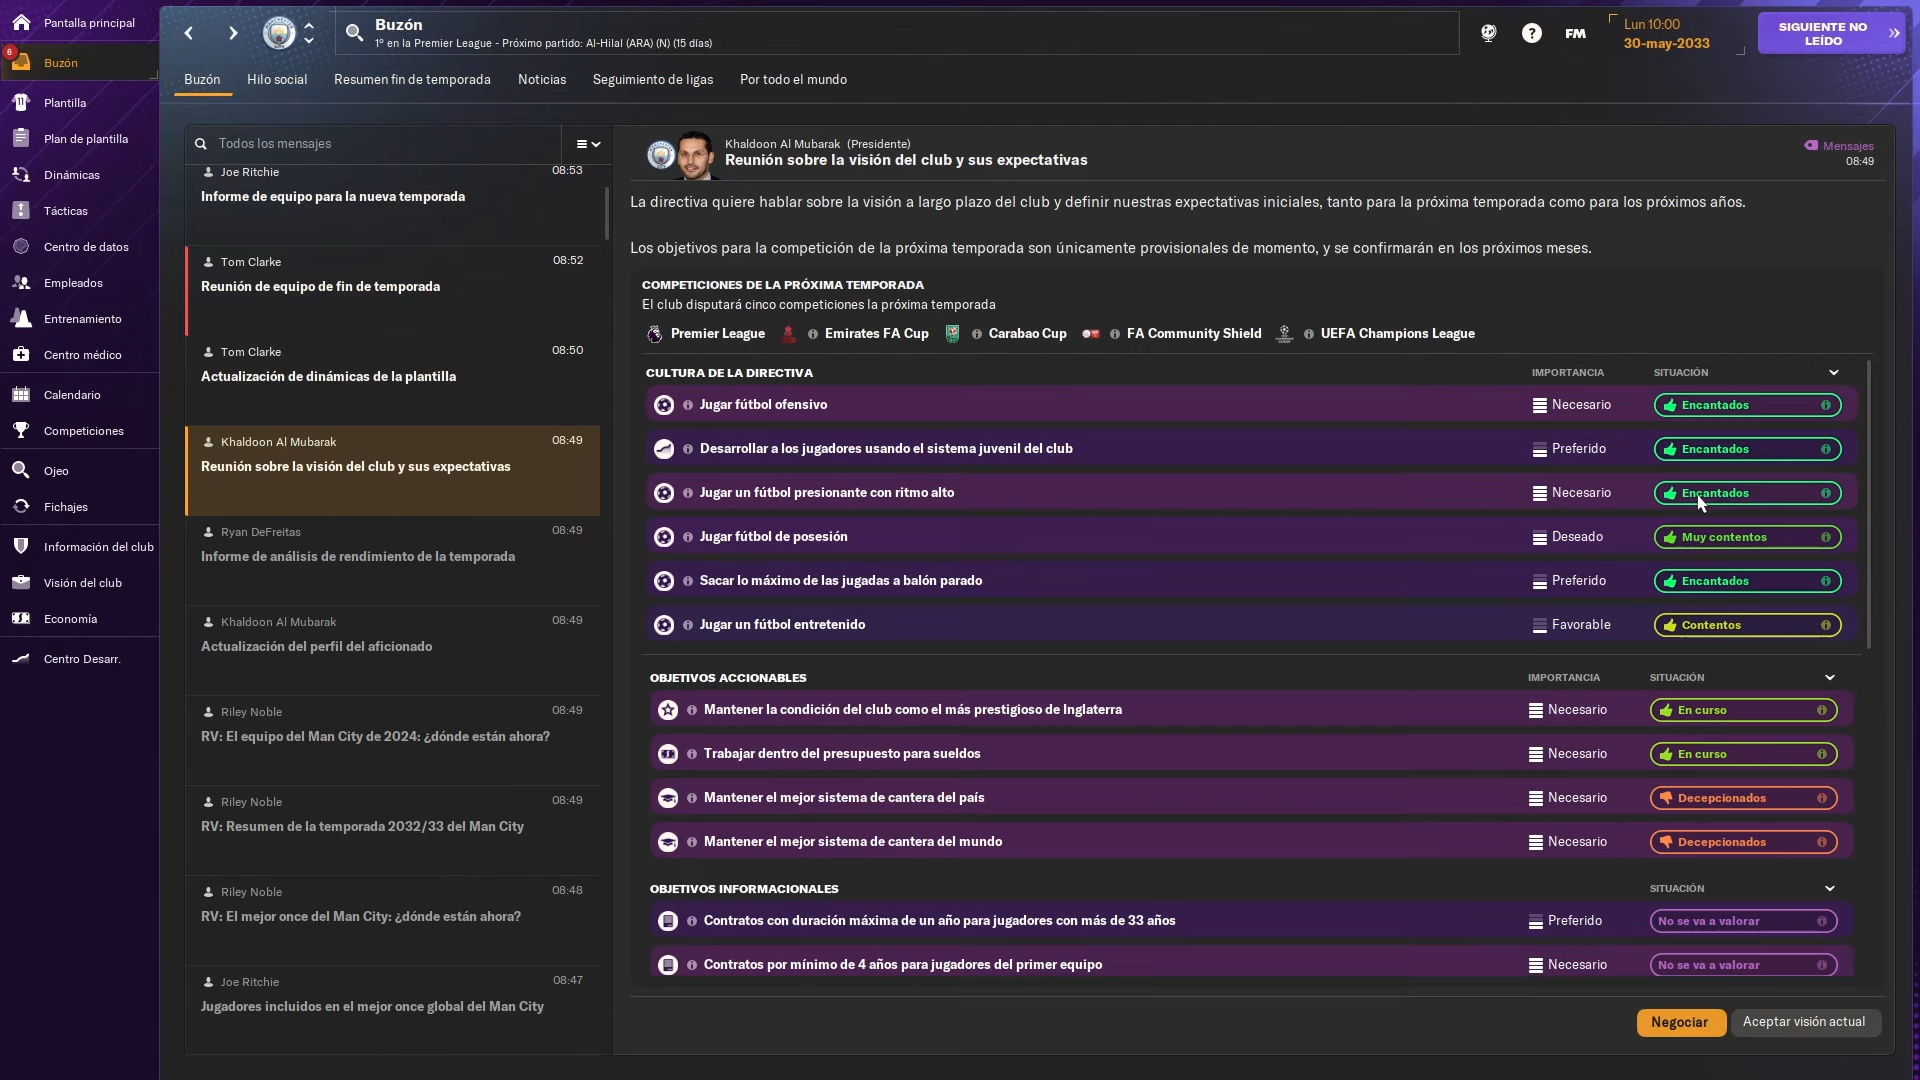 Pantalla principal
6
Buzón
Plantilla
Plan de plantilla
Dinámicas
Tácticas
Centro de datos
Empleados
Entrenamiento
Centro médico
Calendario
Competiciones
Ojeo
Fichajes
Información del club
Visión del club
Economía
Centro Desarr.
Buzón
1º en la Premier League - Próximo partido: Al-Hilal (ARA) (N) (15 días)
FM
Lun 10:00
30-may-2033
SIGUIENTE NO
LEÍDO
Buzón
Hilo social
Resumen fin de temporada
Noticias
Seguimiento de ligas
Por todo el mundo
Todos los mensajes
Joe Ritchie 08:53
Informe de equipo para la nueva temporada
Tom Clarke 08:52
Reunión de equipo de fin de temporada
Tom Clarke 08:50
Actualización de dinámicas de la plantilla
Khaldoon Al Mubarak 08:49
Reunión sobre la visión del club y sus expectativas
Ryan DeFreitas 08:49
Informe de análisis de rendimiento de la temporada
Khaldoon Al Mubarak 08:49
Actualización del perfil del aficionado
Riley Noble 08:49
RV: El equipo del Man City de 2024: ¿dónde están ahora?
Riley Noble 08:49
RV: Resumen de la temporada 2032/33 del Man City
Riley Noble 08:48
RV: El mejor once del Man City: ¿dónde están ahora?
Joe Ritchie 08:47
Jugadores incluidos en el mejor once global del Man City
Khaldoon Al Mubarak (Presidente)
Reunión sobre la visión del club y sus expectativas
Mensajes
08:49
La directiva quiere hablar sobre la visión a largo plazo del club y definir nuestras expectativas iniciales, tanto para la próxima temporada como para los próximos años.
Los objetivos para la competición de la próxima temporada son únicamente provisionales de momento, y se confirmarán en los próximos meses.
COMPETICIONES DE LA PRÓXIMA TEMPORADA
El club disputará cinco competiciones la próxima temporada
Premier League Emirates FA Cup Carabao Cup FA Community Shield UEFA Champions League
CULTURA DE LA DIRECTIVA IMPORTANCIA SITUACIÓN
Jugar fútbol ofensivo Necesario Encantados
Desarrollar a los jugadores usando el sistema juvenil del club Preferido Encantados
Jugar un fútbol presionante con ritmo alto Necesario Encantados
Jugar fútbol de posesión Deseado Muy contentos
Sacar lo máximo de las jugadas a balón parado Preferido Encantados
Jugar un fútbol entretenido Favorable Contentos
OBJETIVOS ACCIONABLES IMPORTANCIA SITUACIÓN
Mantener la condición del club como el más prestigioso de Inglaterra Necesario En curso
Trabajar dentro del presupuesto para sueldos Necesario En curso
Mantener el mejor sistema de cantera del país Necesario Decepcionados
Mantener el mejor sistema de cantera del mundo Necesario Decepcionados
OBJETIVOS INFORMACIONALES SITUACIÓN
Contratos con duración máxima de un año para jugadores con más de 33 años Preferido No se va a valorar
Contratos por mínimo de 4 años para jugadores del primer equipo Necesario No se va a valorar
Negociar
Aceptar visión actual